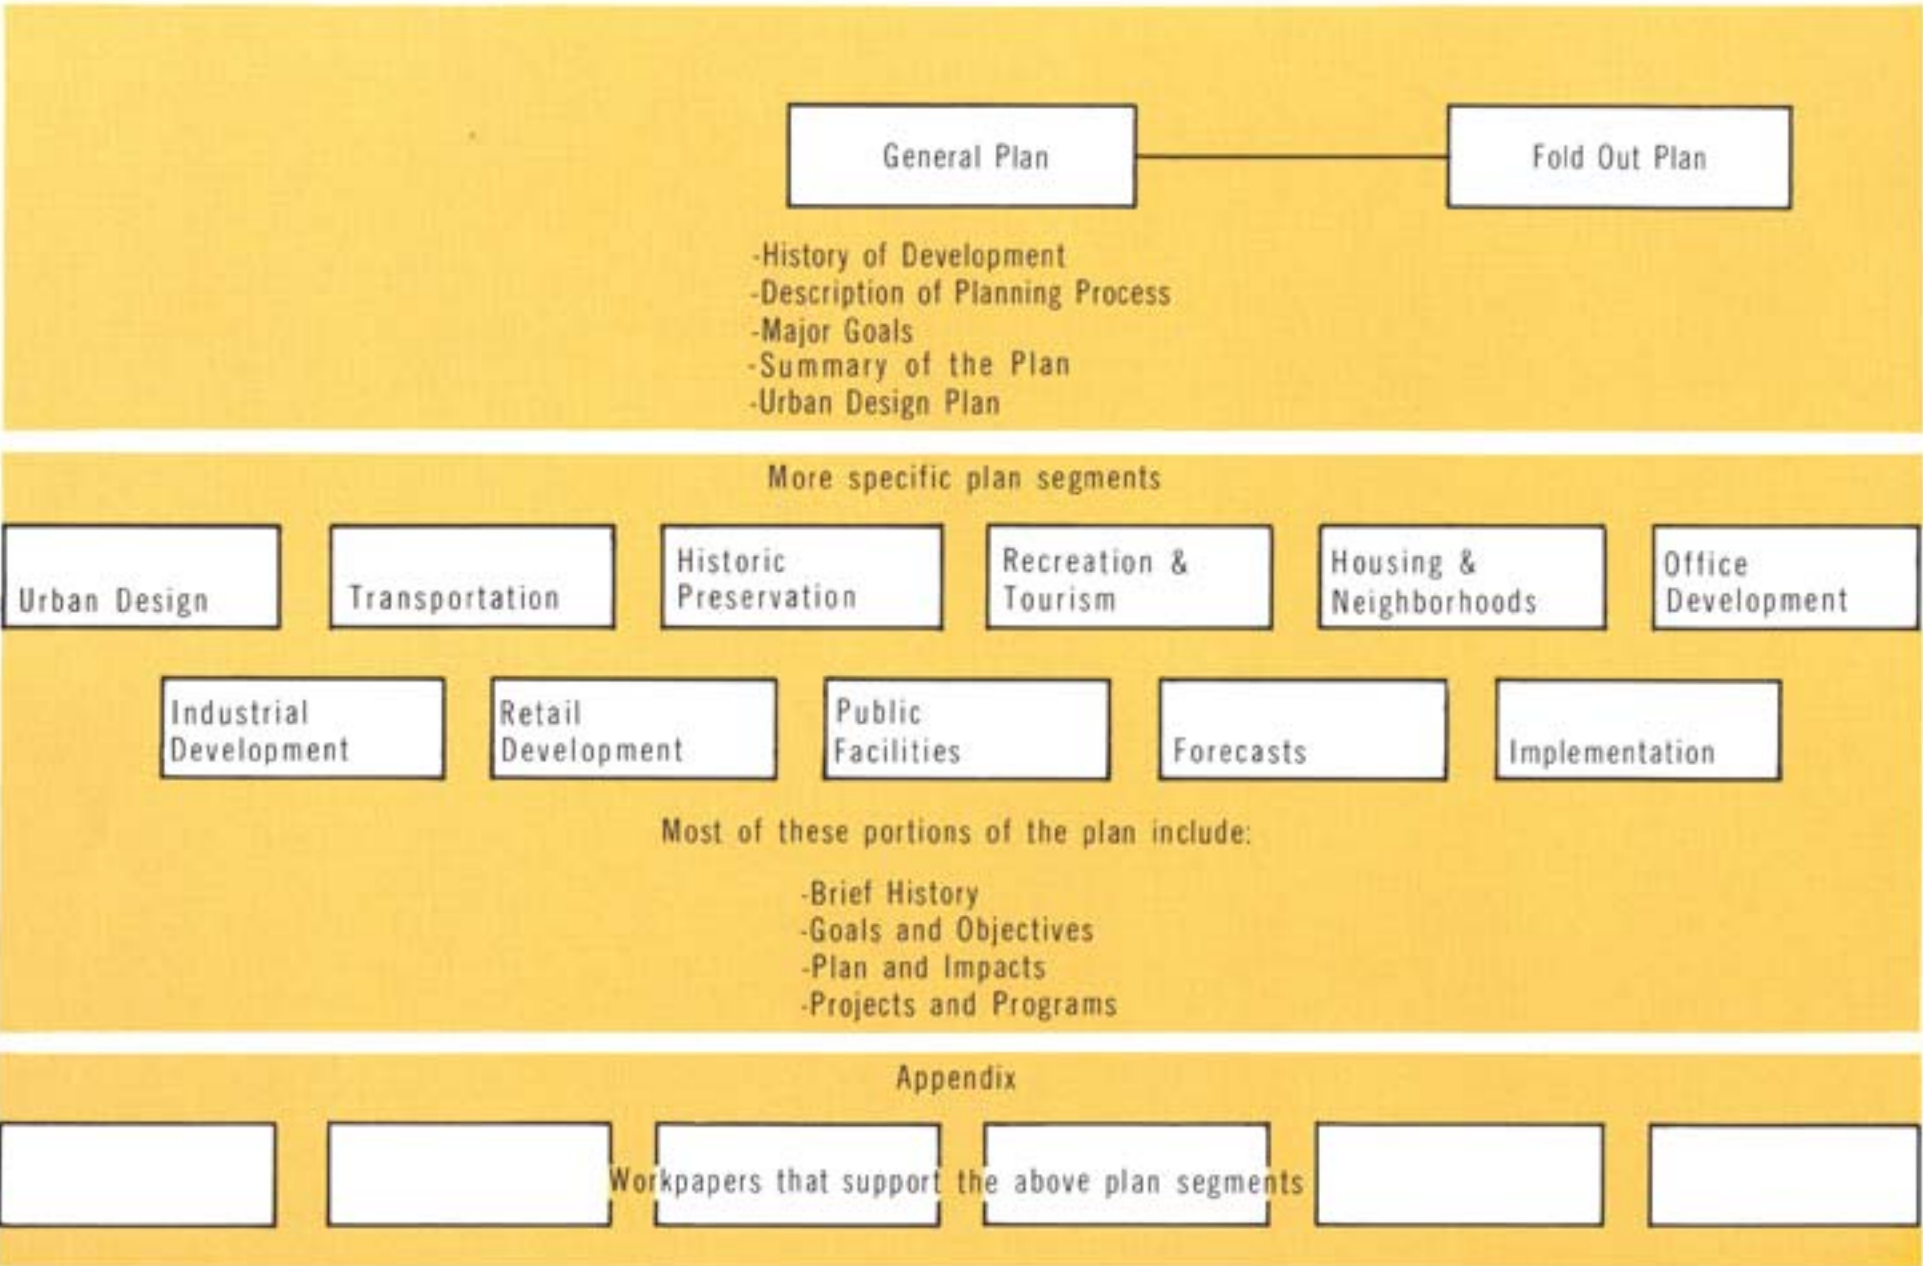 General Plan
Fold Out Plan
-History of Development
-Description of Planning Process
-Major Goals
-Summary of the Plan
-Urban Design Plan
More specific plan segments
Urban Design
Transportation
Historic
Preservation
Recreation &
Tourism
Housing &
Neighborhoods
Office
Development
Industrial
Development
Retail
Development
Public
Facilities
Forecasts
Implementation
Most of these portions of the plan include:
-Brief History
-Goals and Objectives
-Plan and Impacts
-Projects and Programs
Appendix
Workpapers that support the above plan segments